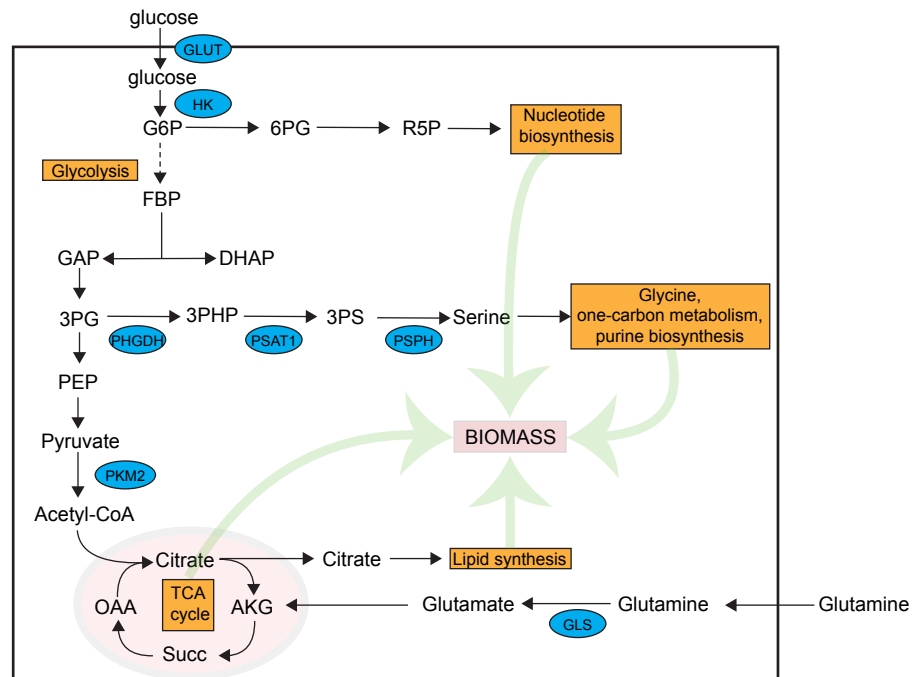 glucose
GLUT
glucose
HK
G6P
6PG
R5P
Nucleotide
biosynthesis
Glycolysis
FBP
GAP
DHAP
3PG
3PHP
3PS
Serine
Glycine,
one-carbon metabolism,
purine biosynthesis
PHGDH
PSAT1
PSPH
PEP
Pyruvate
BIOMASS
PKM2
Acetyl-CoA
Citrate
Citrate
Lipid synthesis
TCA
cycle
OAA
AKG
Glutamate
Glutamine
Glutamine
GLS
Succ